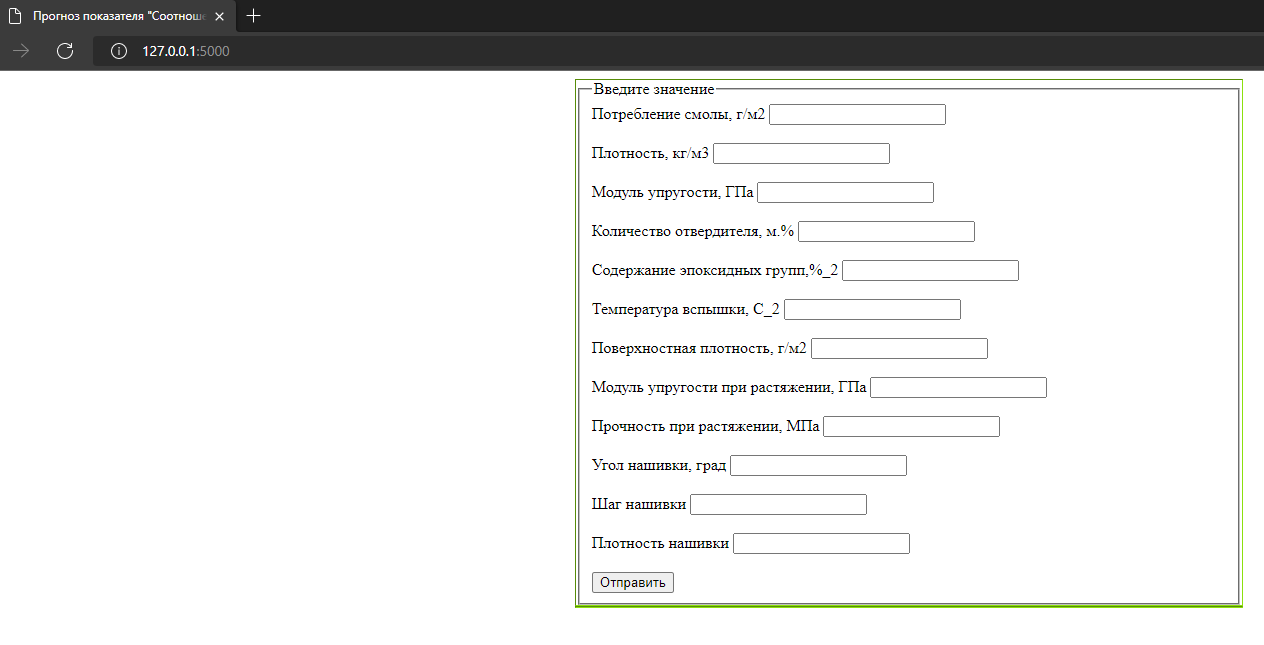 Прогноз показателя "Соотноше
127.0.0.1:5000
Введите значение
Потребление смолы, г/м2
Плотность, кг/м3
Модуль упругости, ГПа
Количество отвердителя, м.%
Содержание эпоксидных групп,%_2
Температура вспышки, С_2
Поверхностная плотность, г/м2
Модуль упругости при растяжении, ГПа
Прочность при растяжении, МПа
Угол нашивки, град
Шаг нашивки
Плотность нашивки
Отправить